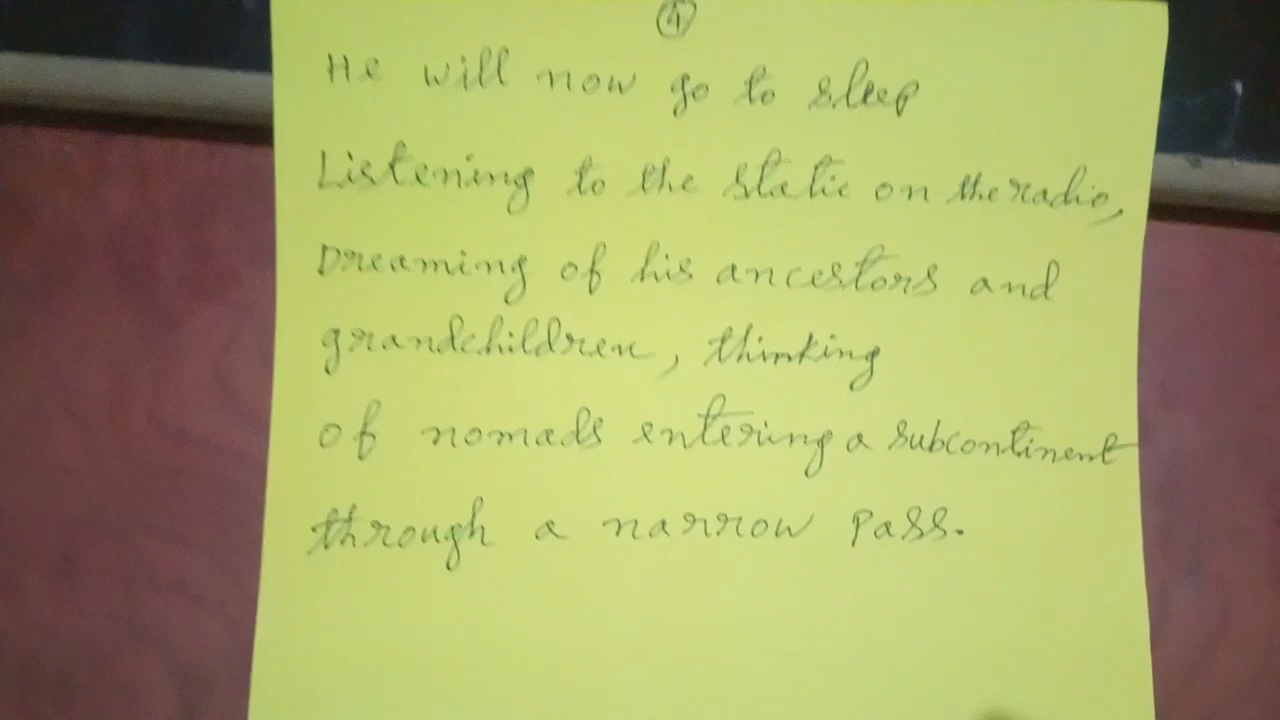 4
He will now go to sleep
Listening to the static on the radio,
Dreaming of his ancestors and
grandchildren, thinking
of nomads entering a subcontinent
through a narrow pass.